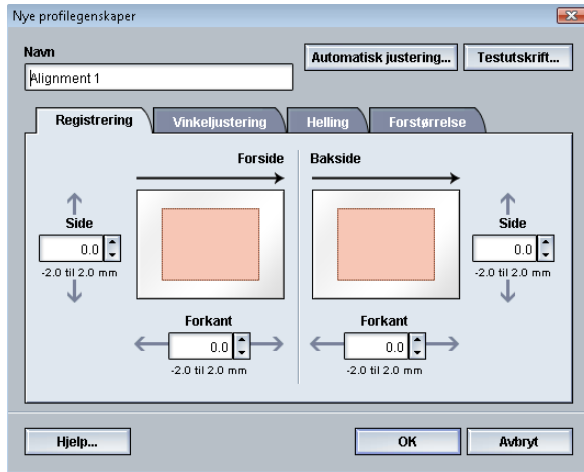 Nye profilegenskaper
Navn
Automatisk justering...
Testutskrift...
Alignment 1
Registrering
Vinkeljustering
Helling
Forstørrelse
Forside
Bakside
Side
0.0
-2.0 til 2.0 mm
Side
0.0
-2.0 til 2.0 mm
Forkant
0.0
-2.0 til 2.0 mm
Forkant
0.0
-2.0 til 2.0 mm
Hjelp...
OK
Avbryt